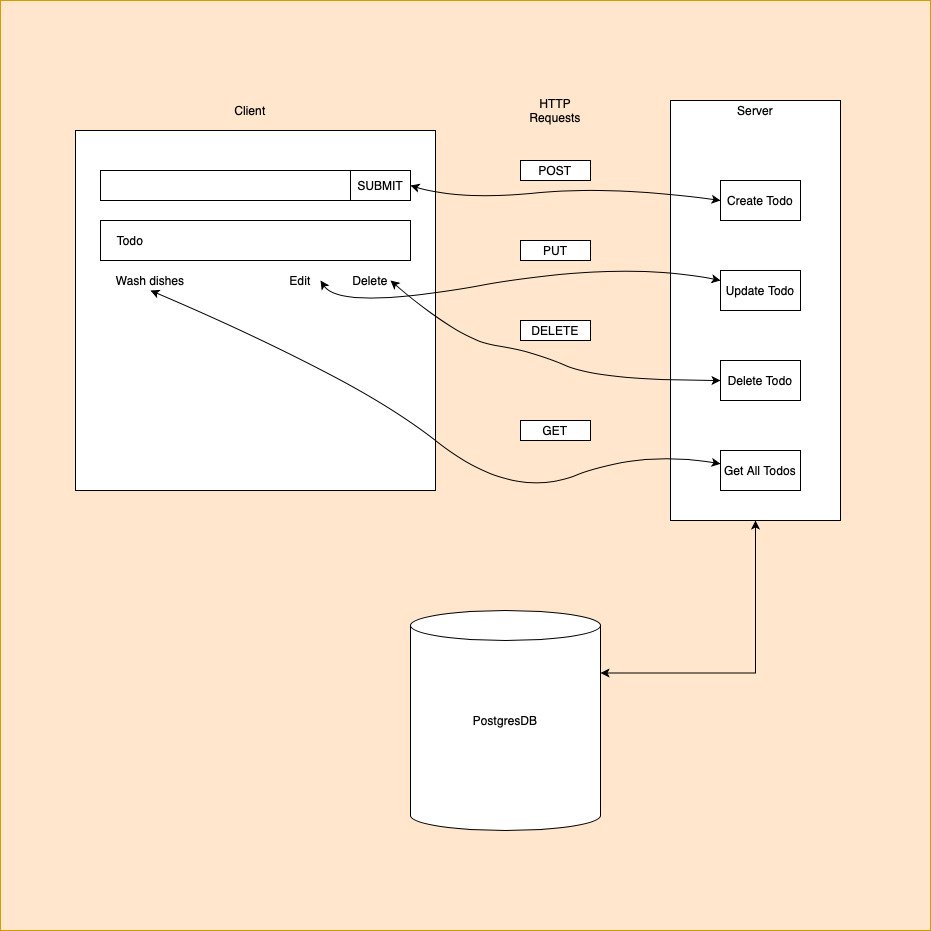 Client
HTTP
Requests
Server
POST
SUBMIT
Create Todo
Todo
PUT
Wash dishes
Edit
Delete
Update Todo
DELETE
Delete Todo
GET
Get All Todos
PostgresDB